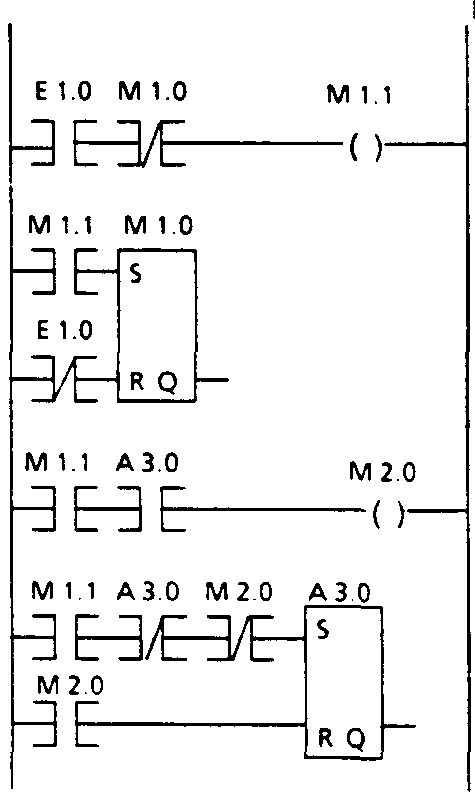 E 1.0 M 1.0 M 1.1
( )
M 1.1 M 1.0
S
E 1.0
R Q
M 1.1 A 3.0 M 2.0
( )
M 1.1 A 3.0 M 2.0 A 3.0
S
M 2.0
R Q